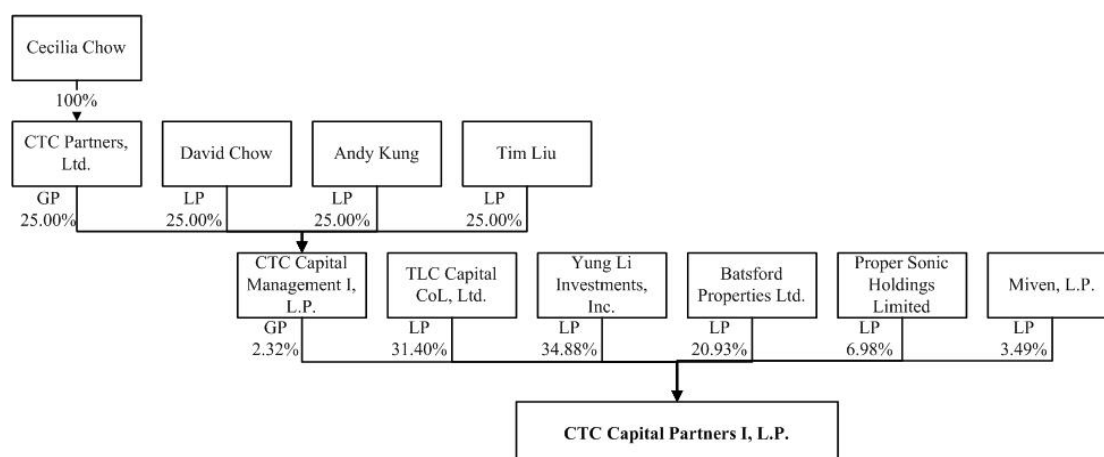 Cecilia Chow
100%
CTC Partners,
Ltd.
David Chow
Andy Kung
Tim Liu
GP
25.00%
LP
25.00%
LP
25.00%
LP
25.00%
CTC Capital
Management I,
L.P.
TLC Capital
CoL, Ltd.
Yung Li
Investments,
Inc.
Batsford
Properties Ltd.
Proper Sonic
Holdings
Limited
Miven, L.P.
GP
2.32%
LP
31.40%
LP
34.88%
LP
20.93%
LP
6.98%
LP
3.49%
CTC Capital Partners I, L.P.